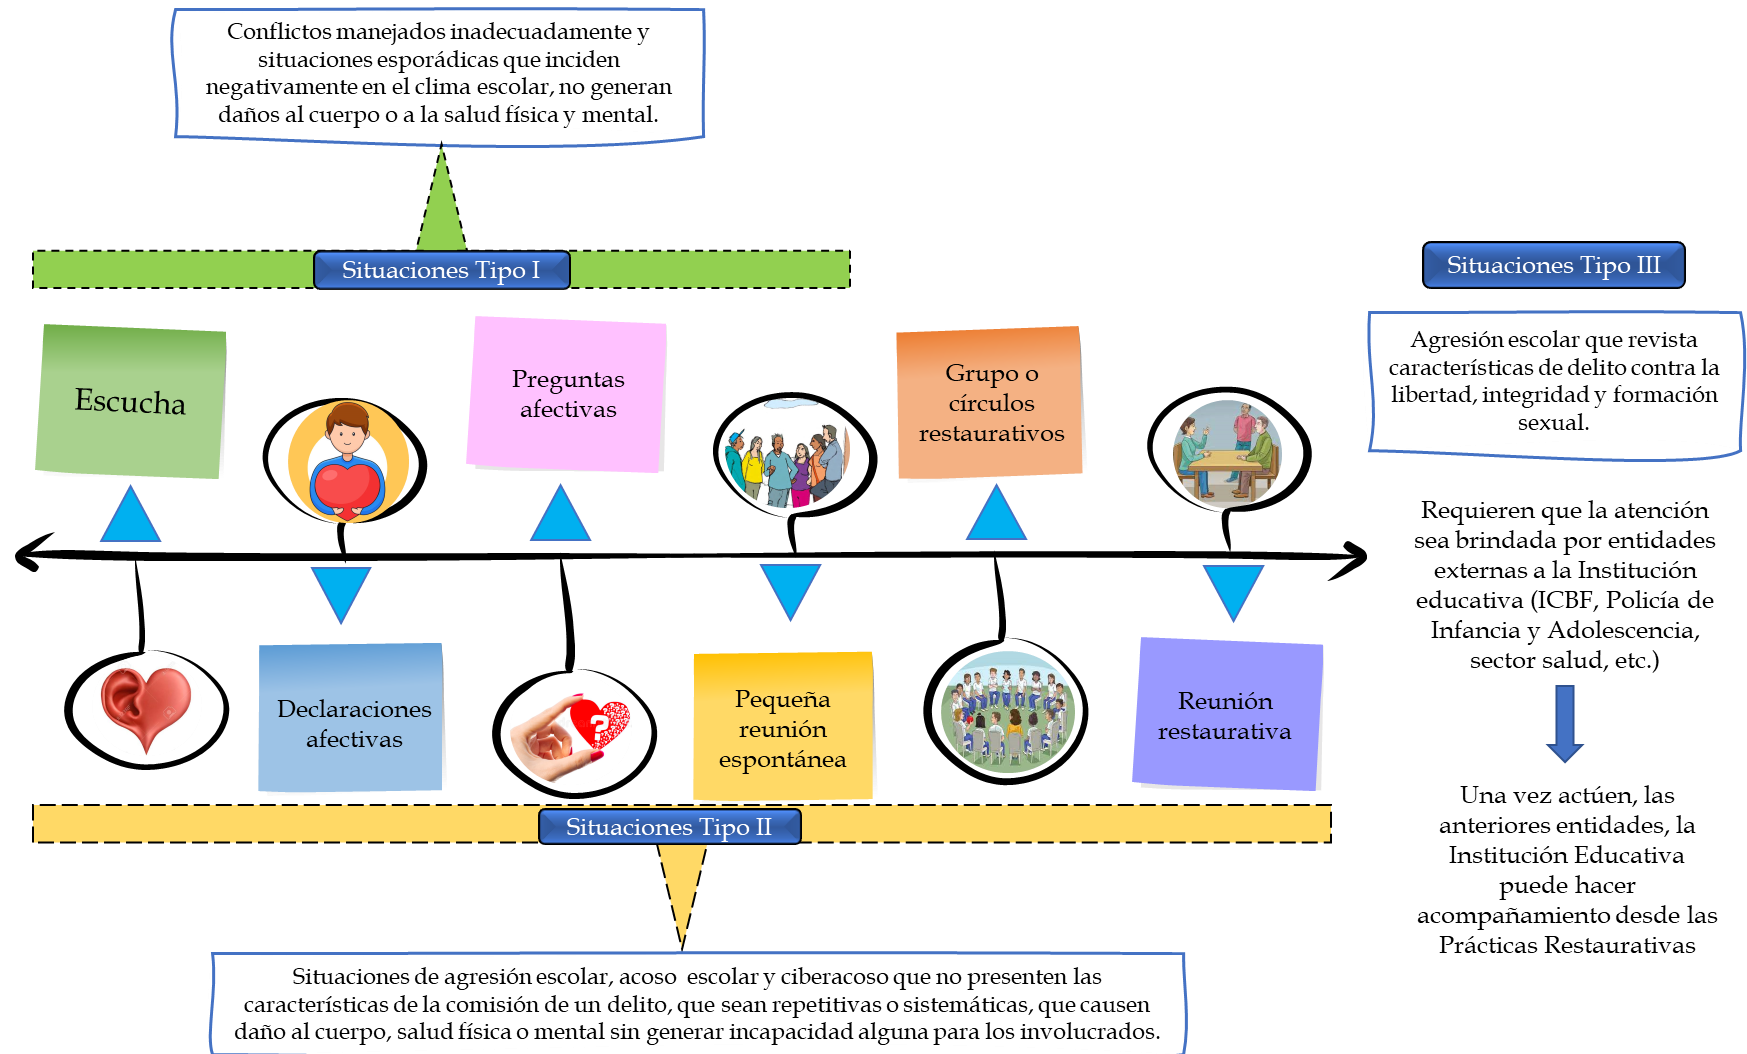 Conflictos manejados inadecuadamente y
situaciones esporádicas que inciden
negativamente en el clima escolar, no generan
daños al cuerpo o a la salud física y mental.
Situaciones Tipo I
Escucha
Preguntas
afectivas
Grupo o
círculos
restaurativos
Declaraciones
afectivas
?
Pequeña
reunión
espontánea
Reunión
restaurativa
Situaciones Tipo II
Situaciones de agresión escolar, acoso  escolar y ciberacoso que no presenten las
características de la comisión de un delito, que sean repetitivas o sistemáticas, que causen
daño al cuerpo, salud física o mental sin generar incapacidad alguna para los involucrados.
Situaciones Tipo III
Agresión escolar que revista
características de delito contra la
libertad, integridad y formación
sexual.
Requieren que la atención
sea brindada por entidades
externas a la Institución
educativa (ICBF, Policía de
Infancia y Adolescencia,
sector salud, etc.)
Una vez actúen, las
anteriores entidades, la
Institución Educativa
puede hacer
acompañamiento desde las
Prácticas Restaurativas